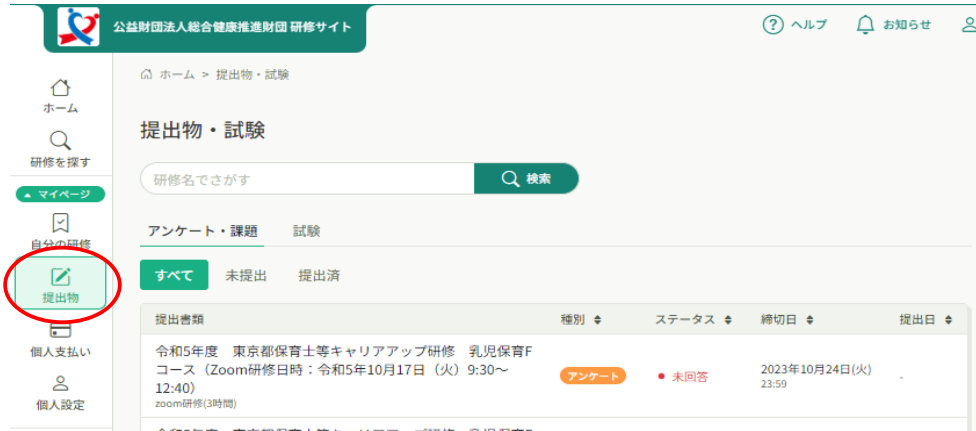 公益財団法人総合健康推進財団 研修サイト
ヘルプ
お知らせ
ホーム
研修を探す
マイページ
自分の研修
提出物
個人支払い
個人設定
ホーム > 提出物・試験
提出物・試験
研修名でさがす
検索
アンケート・課題 試験
すべて 未提出 提出済
提出書類 種別 ステータス 締切日 提出日
令和5年度 東京都保育士等キャリアアップ研修 乳児保育F
コース（Zoom研修日時：令和5年10月17日（火）9:30～
12:40）
zoom研修(3時間)
アンケート
未回答
2023年10月24日(火)
23:59
-